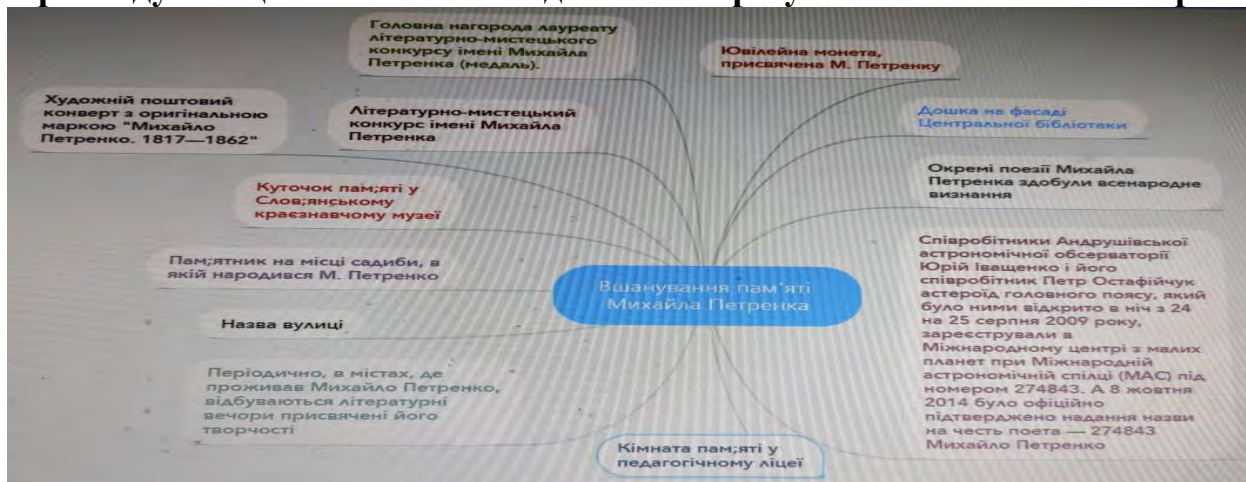 Головна нагорода лауреату
літературно-мистецького
конкурсу імені Михайла
Петренка (медаль).
Ювілейна монета,
присвячена М. Петренку
Художній поштовий
конверт з оригінальною
маркою "Михайло
Петренко. 1817—1862"
Літературно-мистецький
конкурс імені Михайла
Петренка
Дошка на фасаді
Центральної бібліотеки
Окремі поезії Михайла
Петренка здобули всенародне
визнання
Куточок пам;яті у
Слов;янському
краєзнавчому музеї
Пам;ятник на місці садиби, в
якій народився М. Петренко
Вшанування пам'яті
Михайла Петренка
Співробітники Андрушівської
астрономічної обсерваторії
Юрій Іващенко і його
співробітник Петр Остафійчук
астероїд головного поясу, який
було ними відкрито в ніч з 24
на 25 серпня 2009 року,
зареєстрували в
Міжнародному центрі з малих
планет при Міжнародній
астрономічній спілці (МАС) під
номером 274843. А 8 жовтня
2014 було офіційно
підтверджено надання назви
на честь поета — 274843
Михайло Петренко
Назва вулиці
Періодично, в містах, де
проживав Михайло Петренко,
відбуваються літературні
вечори присвячені його
творчості
Кімната пам;яті у
педагогічному ліцеї